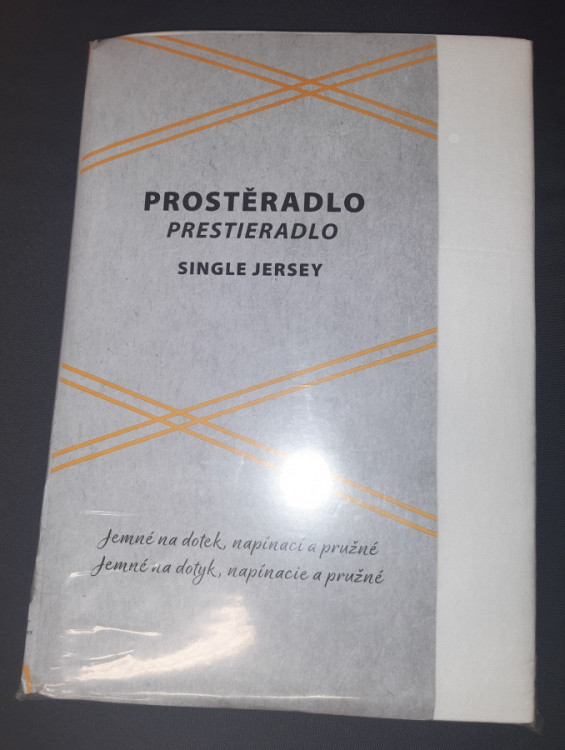 PROSTĚRADLO
PRESTIERADLO
SINGLE JERSEY
Jemné na dotek, napínací a pružné
Jemné na dotyk, napínacie a pružné